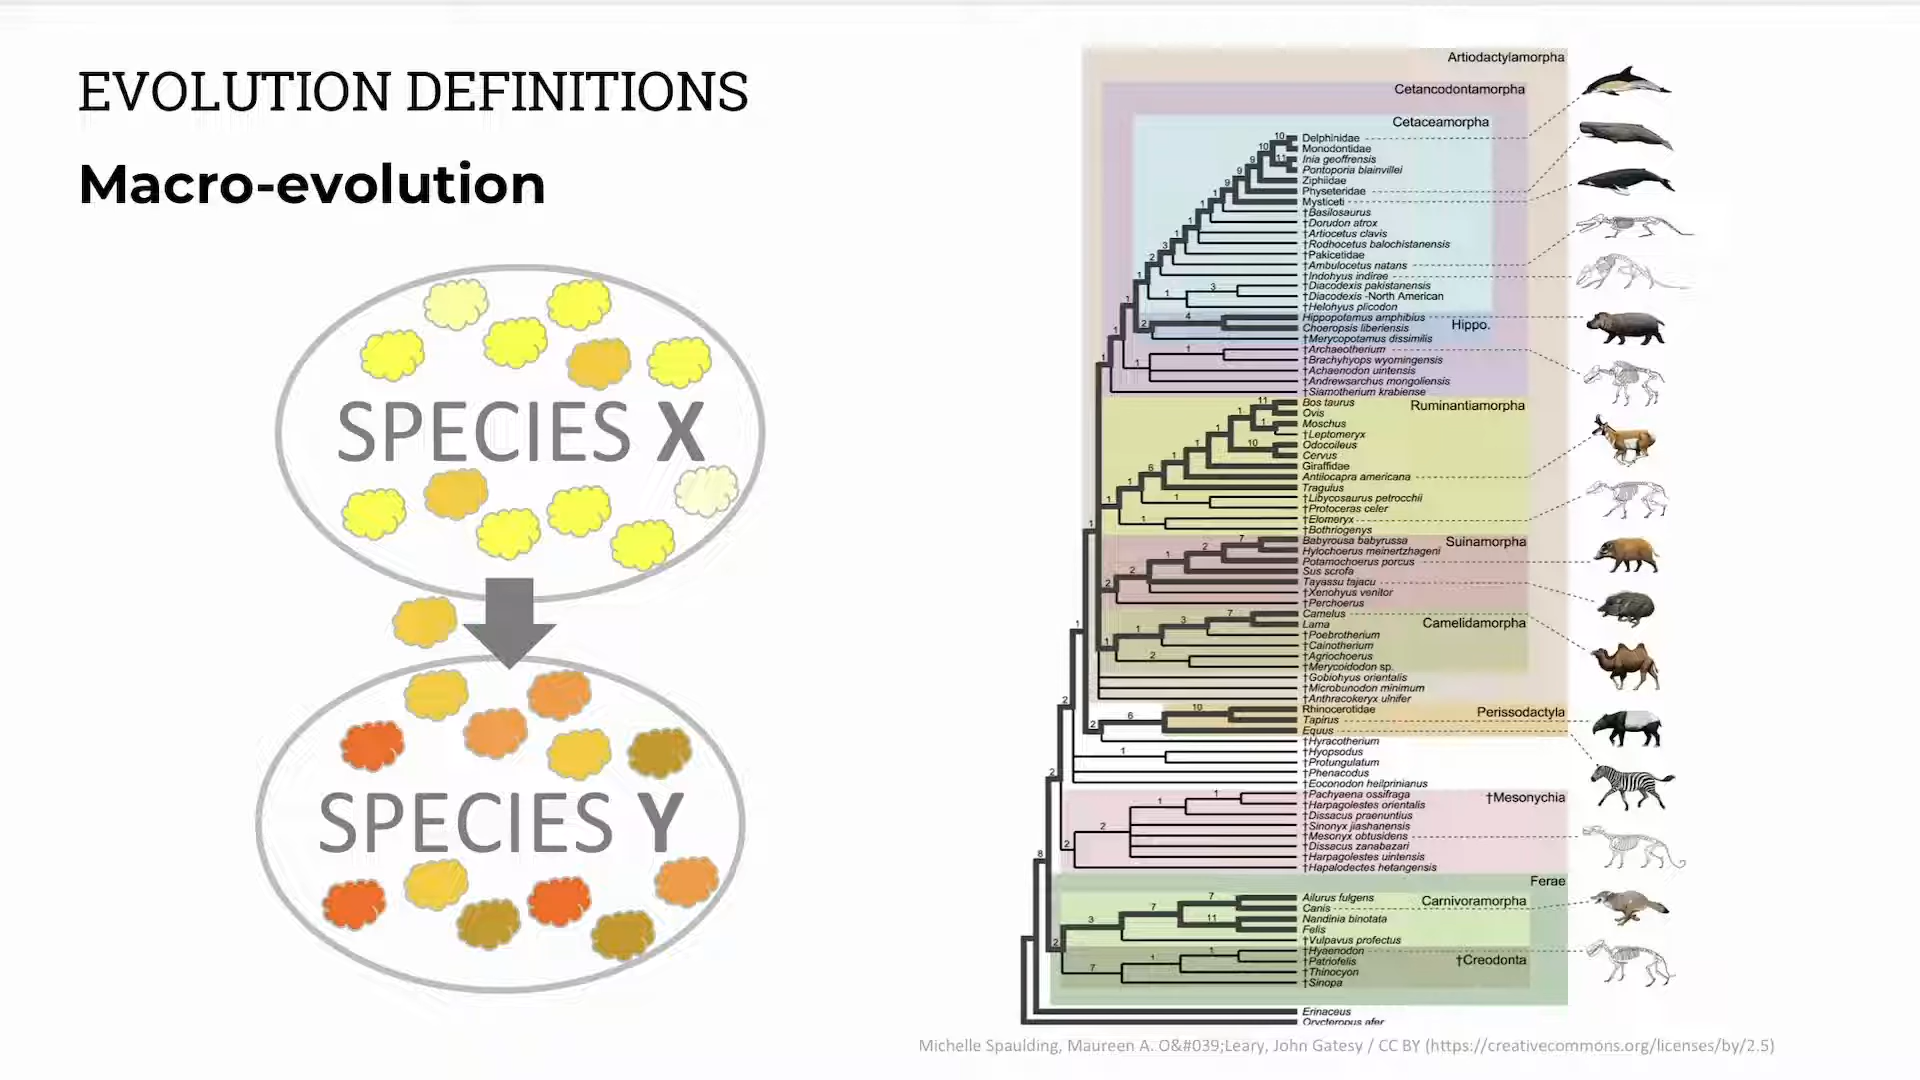 EVOLUTION DEFINITIONS
Macro-evolution
SPECIES X
SPECIES Y
Artiodactylamorpha
Cetancodontamorpha
Cetaceamorpha
Delphinidae
Monodontidae
Inia geoffrensis
Pontoporia blainvillei
Ziphiidae
Physeteridae
Mysticeti
†Basilosaurus
†Dorudon atrox
†Artiocetus clavis
†Rodhocetus balochistanensis
†Pakicetidae
†Ambulocetus natans
†Indohyus indirae
†Diacodexis pakistanensis
†Diacodexis -North American
†Helohyus plicodon
Hippopotamus amphibius
Hippo.
Choeropsis liberiensis
†Merycopotamus dissimilis
†Archaeotherium
†Brachyhyops wyomingensis
†Achaenodon uintensis
†Andrewsarchus mongoliensis
†Siamotherium krabiense
Bos taurus
Ruminantiamorpha
Ovis
Moschus
†Leptomeryx
Odocoileus
Cervus
Giraffidae
Antilocapra americana
Tragulus
†Libycosaurus petrocchii
†Protoceras celer
†Elomeryx
†Bothriogenys
Babyrousa babyrussa
Suinamorpha
Hylochoerus meinertzhageni
Potamochoerus porcus
Sus scrofa
Tayassu tajacu
†Xenohyus venitor
†Perchoerus
Camelus
Lama
Camelidamorpha
†Poebrotherium
†Cainotherium
†Agriochoerus
†Merycoidodon sp.
†Gobiohyus orientalis
†Microbunodon minimum
†Anthracokeryx ulnifer
Rhinocerotidae
Perissodactyla
Tapirus
Equus
†Hyracotherium
†Hyopsodus
†Protungulatum
†Phenacodus
†Eoconodon heilprinianus
†Pachyaena ossifraga
†Mesonychia
†Harpagolestes orientalis
†Dissacus praenuntius
†Sinonyx jiashanensis
†Mesonyx obtusidens
†Dissacus zanabazari
†Harpagolestes uintensis
†Hapalodectes hetangensis
Ferae
Ailurus fulgens
Carnivoramorpha
Canis
Nandinia binotata
Felis
†Vulpavus profectus
†Hyaenodon
†Patriofelis
†Creodonta
†Thinocyon
†Sinopa
Erinaceus
Orycteropus afer
Michelle Spaulding, Maureen A. O&#039;Leary, John Gatesy / CC BY (https://creativecommons.org/licenses/by/2.5)